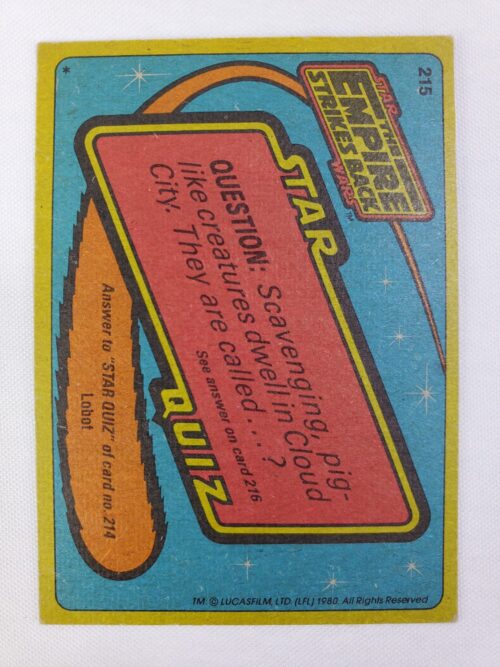 215
STAR
THE
EMPIRE
STRIKES BACK
WARS™
STAR
QUESTION: Scavenging, pig-
like creatures dwell in Cloud
City. They are called . . . ?
See answer on card 216
QUIZ
Answer to "STAR QUIZ" of card no. 214
Lobot
*
TM: © LUCASFILM, LTD. (LFL) 1980. All Rights Reserved